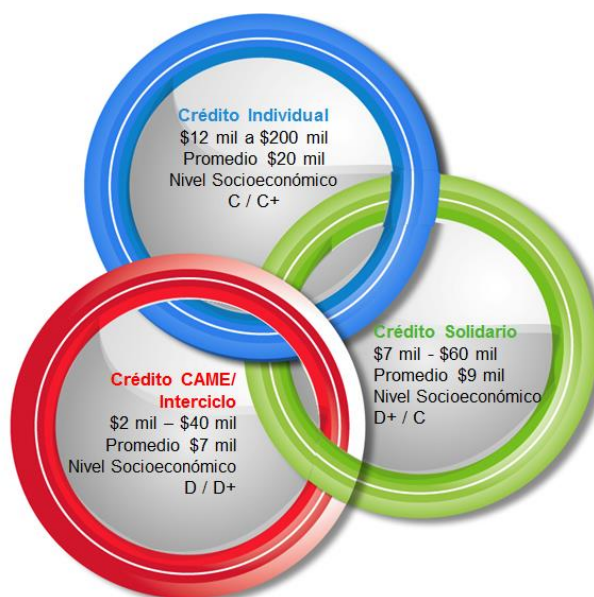 Crédito Individual
$12 mil a $200 mil
Promedio $20 mil
Nivel Socioeconómico
C / C+
Crédito Solidario
$7 mil - $60 mil
Promedio $9 mil
Nivel Socioeconómico
D+ / C
Crédito CAME/
Interciclo
$2 mil – $40 mil
Promedio $7 mil
Nivel Socioeconómico
D / D+